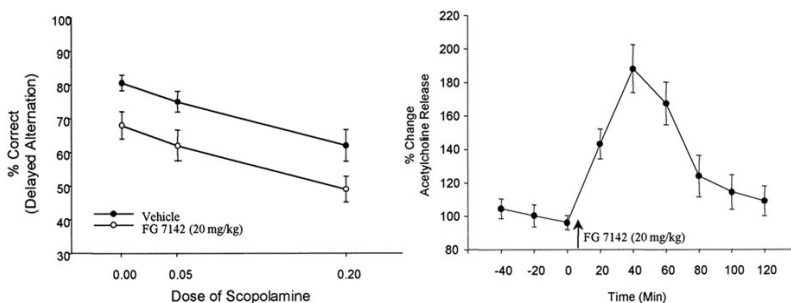 100
90
80
70
60
50
40
30
% Correct
(Delayed Alternation)
Vehicle
FG 7142 (20 mg/kg)
0.00 0.05 0.20
Dose of Scopolamine
220
200
180
160
140
120
100
80
% Change
Acetylcholine Release
FG 7142 (20 mg/kg)
-40 -20 0 20 40 60 80 100 120
Time (Min)